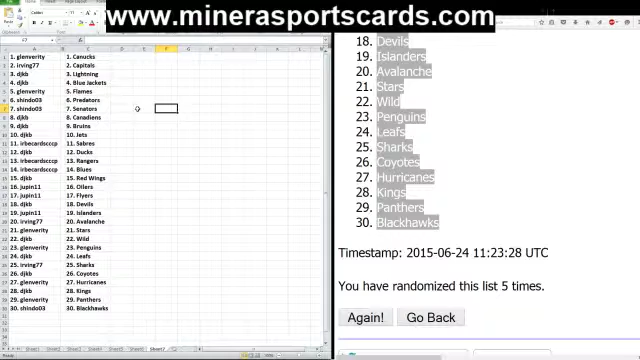 www.minerasportscards.com
1. glenverity 1. Canucks
2. irving77 2. Capitals
3. djkb 3. Lightning
4. djkb 4. Blue Jackets
5. glenverity 5. Flames
6. shindo03 6. Predators
7. shindo03 7. Senators
8. djkb 8. Canadiens
9. djkb 9. Bruins
10. djkb 10. Jets
11. irbecardsccp 11. Sabres
12. djkb 12. Ducks
13. irbecardsccp 13. Rangers
14. irbecardsccp 14. Blues
15. djkb 15. Red Wings
16. jupin11 16. Oilers
17. jupin11 17. Flyers
18. djkb 18. Devils
19. jupin11 19. Islanders
20. irving77 20. Avalanche
21. glenverity 21. Stars
22. djkb 22. Wild
23. glenverity 23. Penguins
24. djkb 24. Leafs
25. irving77 25. Sharks
26. djkb 26. Coyotes
27. glenverity 27. Hurricanes
28. djkb 28. Kings
29. glenverity 29. Panthers
30. shindo03 30. Blackhawks
18. Devils
19. Islanders
20. Avalanche
21. Stars
22. Wild
23. Penguins
24. Leafs
25. Sharks
26. Coyotes
27. Hurricanes
28. Kings
29. Panthers
30. Blackhawks
Timestamp: 2015-06-24 11:23:28 UTC
You have randomized this list 5 times.
Again! Go Back